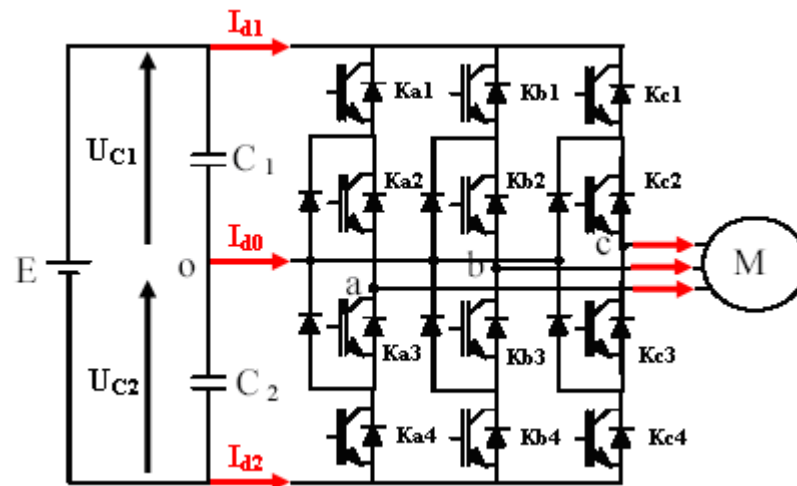 Id1
Ka1
Kb1
Kc1
UC1
C1
Ka2
Kb2
Kc2
Id0
c
E
o
b
M
a
Ka3
Kb3
Kc3
UC2
C2
Ka4
Kb4
Kc4
Id2